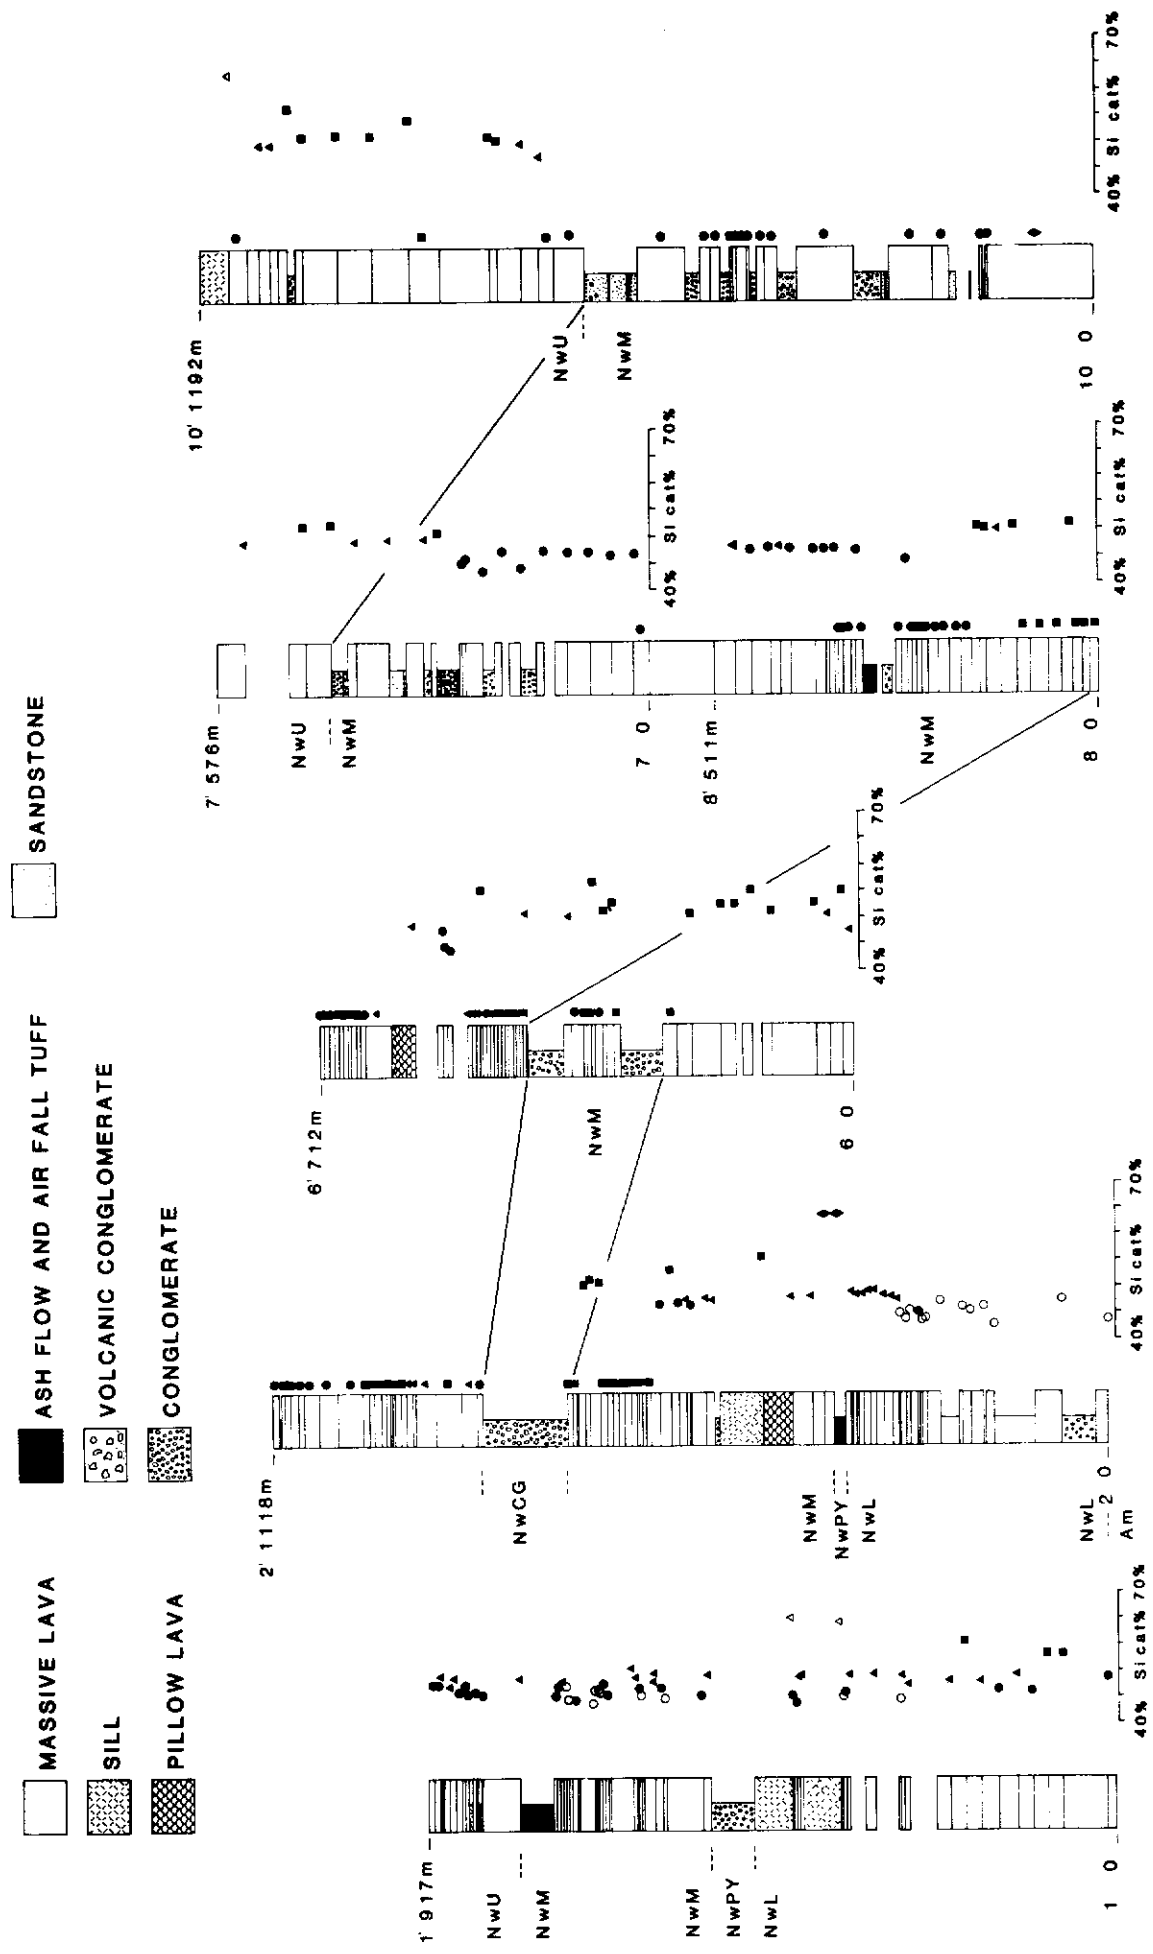 MASSIVE LAVA
SILL
PILLOW LAVA
ASH FLOW AND AIR FALL TUFF
VOLCANIC CONGLOMERATE
CONGLOMERATE
SANDSTONE
1' 917m
NwU
NwM
NwM
NwPY
NwL
1 0
40% Si cat% 70%
2' 1118m
NwCG
NwM
NwPY
NwL
NwL
2 0
Am
40% Si cat% 70%
6' 712m
NwM
6 0
40% Si cat% 70%
7' 576m
NwU
NwM
7 0
40% Si cat% 70%
8' 511m
NwM
8 0
40% Si cat% 70%
10' 1192m
NwU
NwM
10 0
40% Si cat% 70%